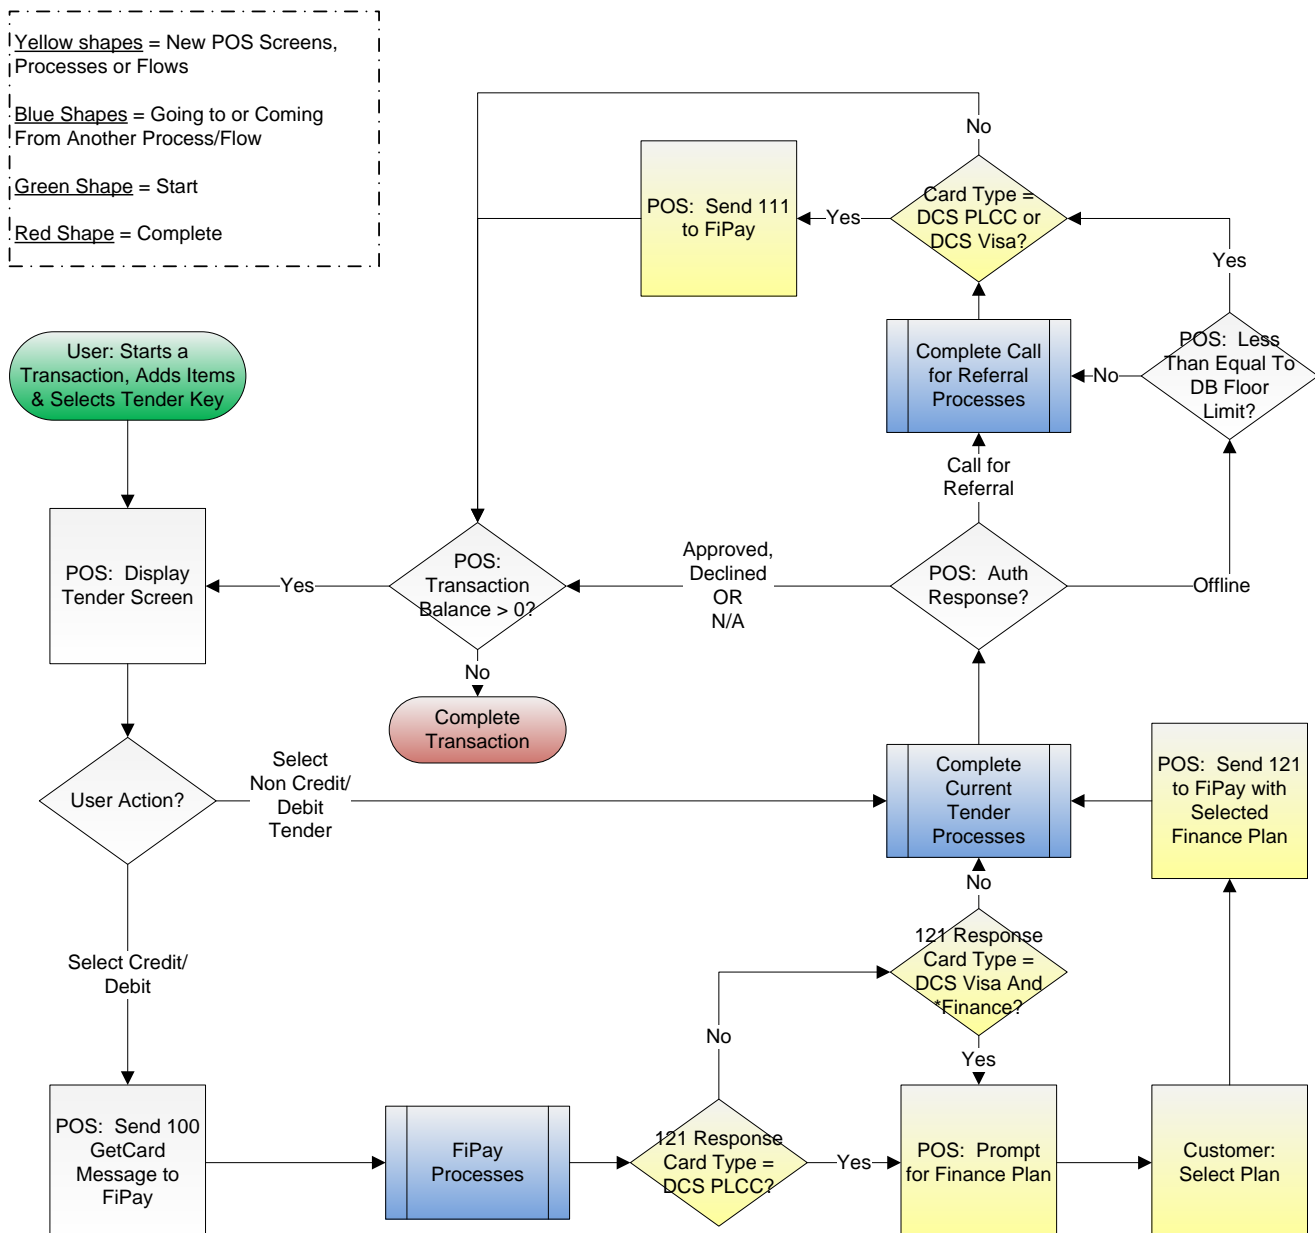 Yellow shapes = New POS Screens,
Processes or Flows
Blue Shapes = Going to or Coming
From Another Process/Flow
Green Shape = Start
Red Shape = Complete
No
POS:  Send 111
to FiPay
Yes
Card Type =
DCS PLCC or
DCS Visa?
Yes
User: Starts a
Transaction, Adds Items
& Selects Tender Key
Complete Call
for Referral
Processes
No
POS:  Less
Than Equal To
DB Floor
Limit?
Call for
Referral
POS:  Display
Tender Screen
Yes
POS:
Transaction
Balance > 0?
Approved,
Declined
OR
N/A
POS:  Auth
Response?
Offline
No
Complete
Transaction
User Action?
Select
Non Credit/
Debit
Tender
Complete
Current
Tender
Processes
POS:  Send 121
to FiPay with
Selected
Finance Plan
No
121 Response
Card Type =
DCS Visa And
*Finance?
Select Credit/
Debit
No
Yes
POS:  Send 100
GetCard
Message to
FiPay
FiPay
Processes
121 Response
Card Type =
DCS PLCC?
Yes
POS:  Prompt
for Finance Plan
Customer:
Select Plan